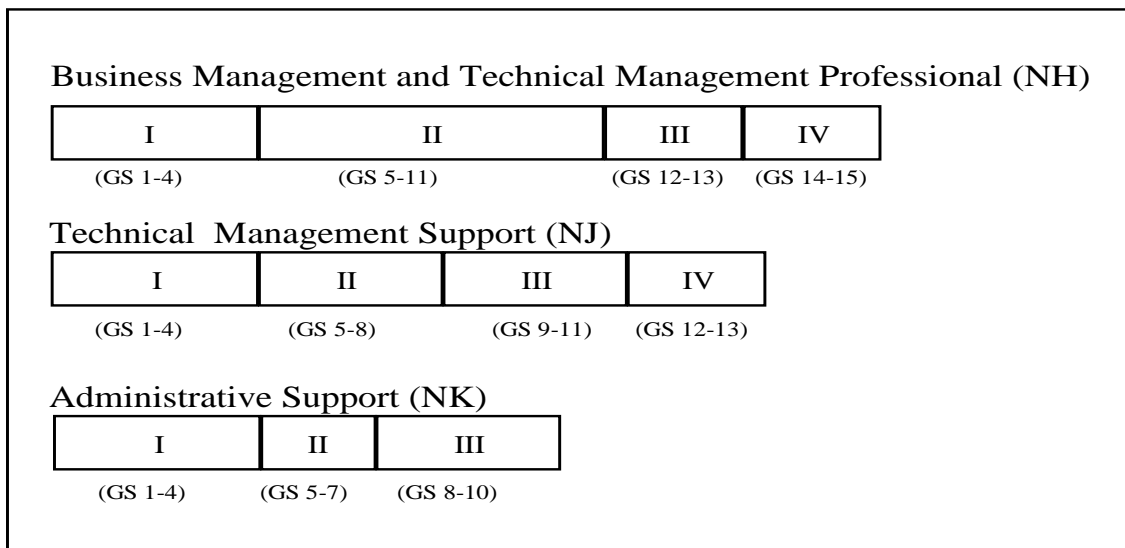 Business Management and Technical Management Professional (NH)
I II III IV
(GS 1-4) (GS 5-11) (GS 12-13) (GS 14-15)
Technical Management Support (NJ)
I II III IV
(GS 1-4) (GS 5-8) (GS 9-11) (GS 12-13)
Administrative Support (NK)
I II III
(GS 1-4) (GS 5-7) (GS 8-10)